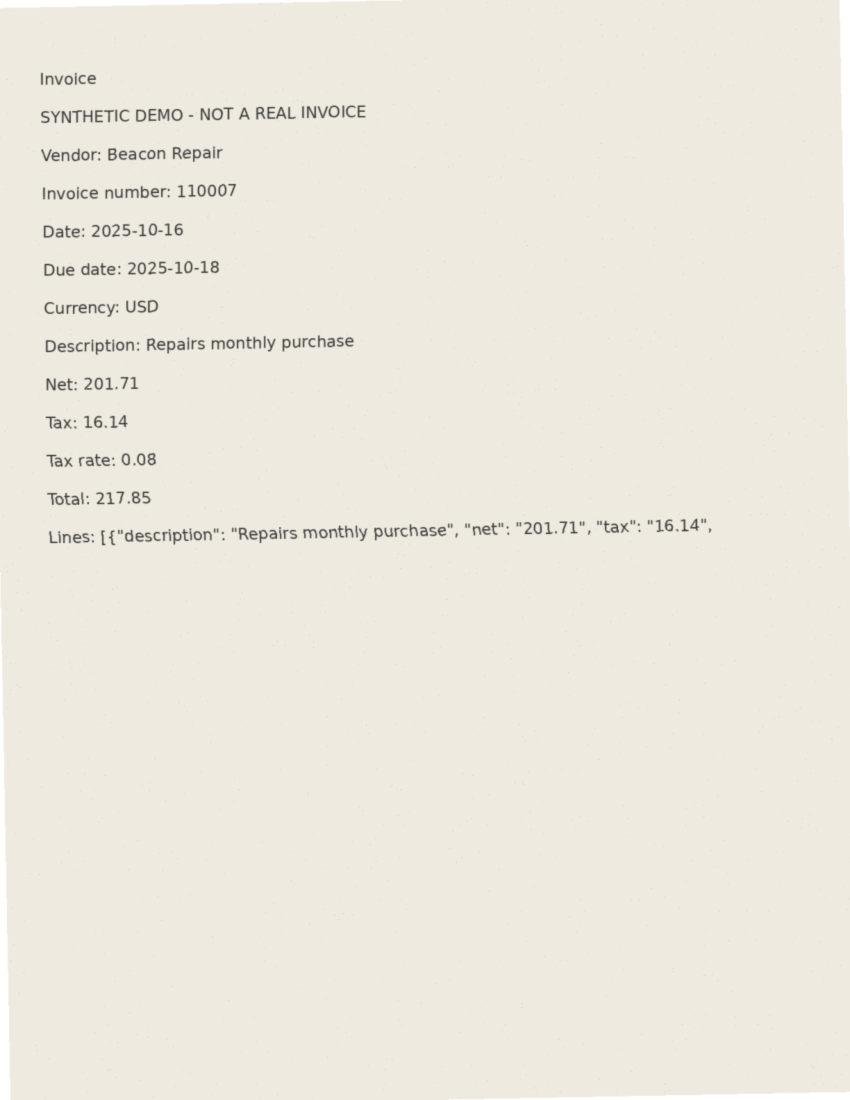 Invoice
SYNTHETIC DEMO - NOT A REAL INVOICE
Vendor: Beacon Repair
Invoice number: 110007
Date: 2025-10-16
Due date: 2025-10-18
Currency: USD
Description: Repairs monthly purchase
Net: 201.71
Tax: 16.14
Tax rate: 0.08
Total: 217.85
Lines: [{"description": "Repairs monthly purchase", "net": "201.71", "tax": "16.14",